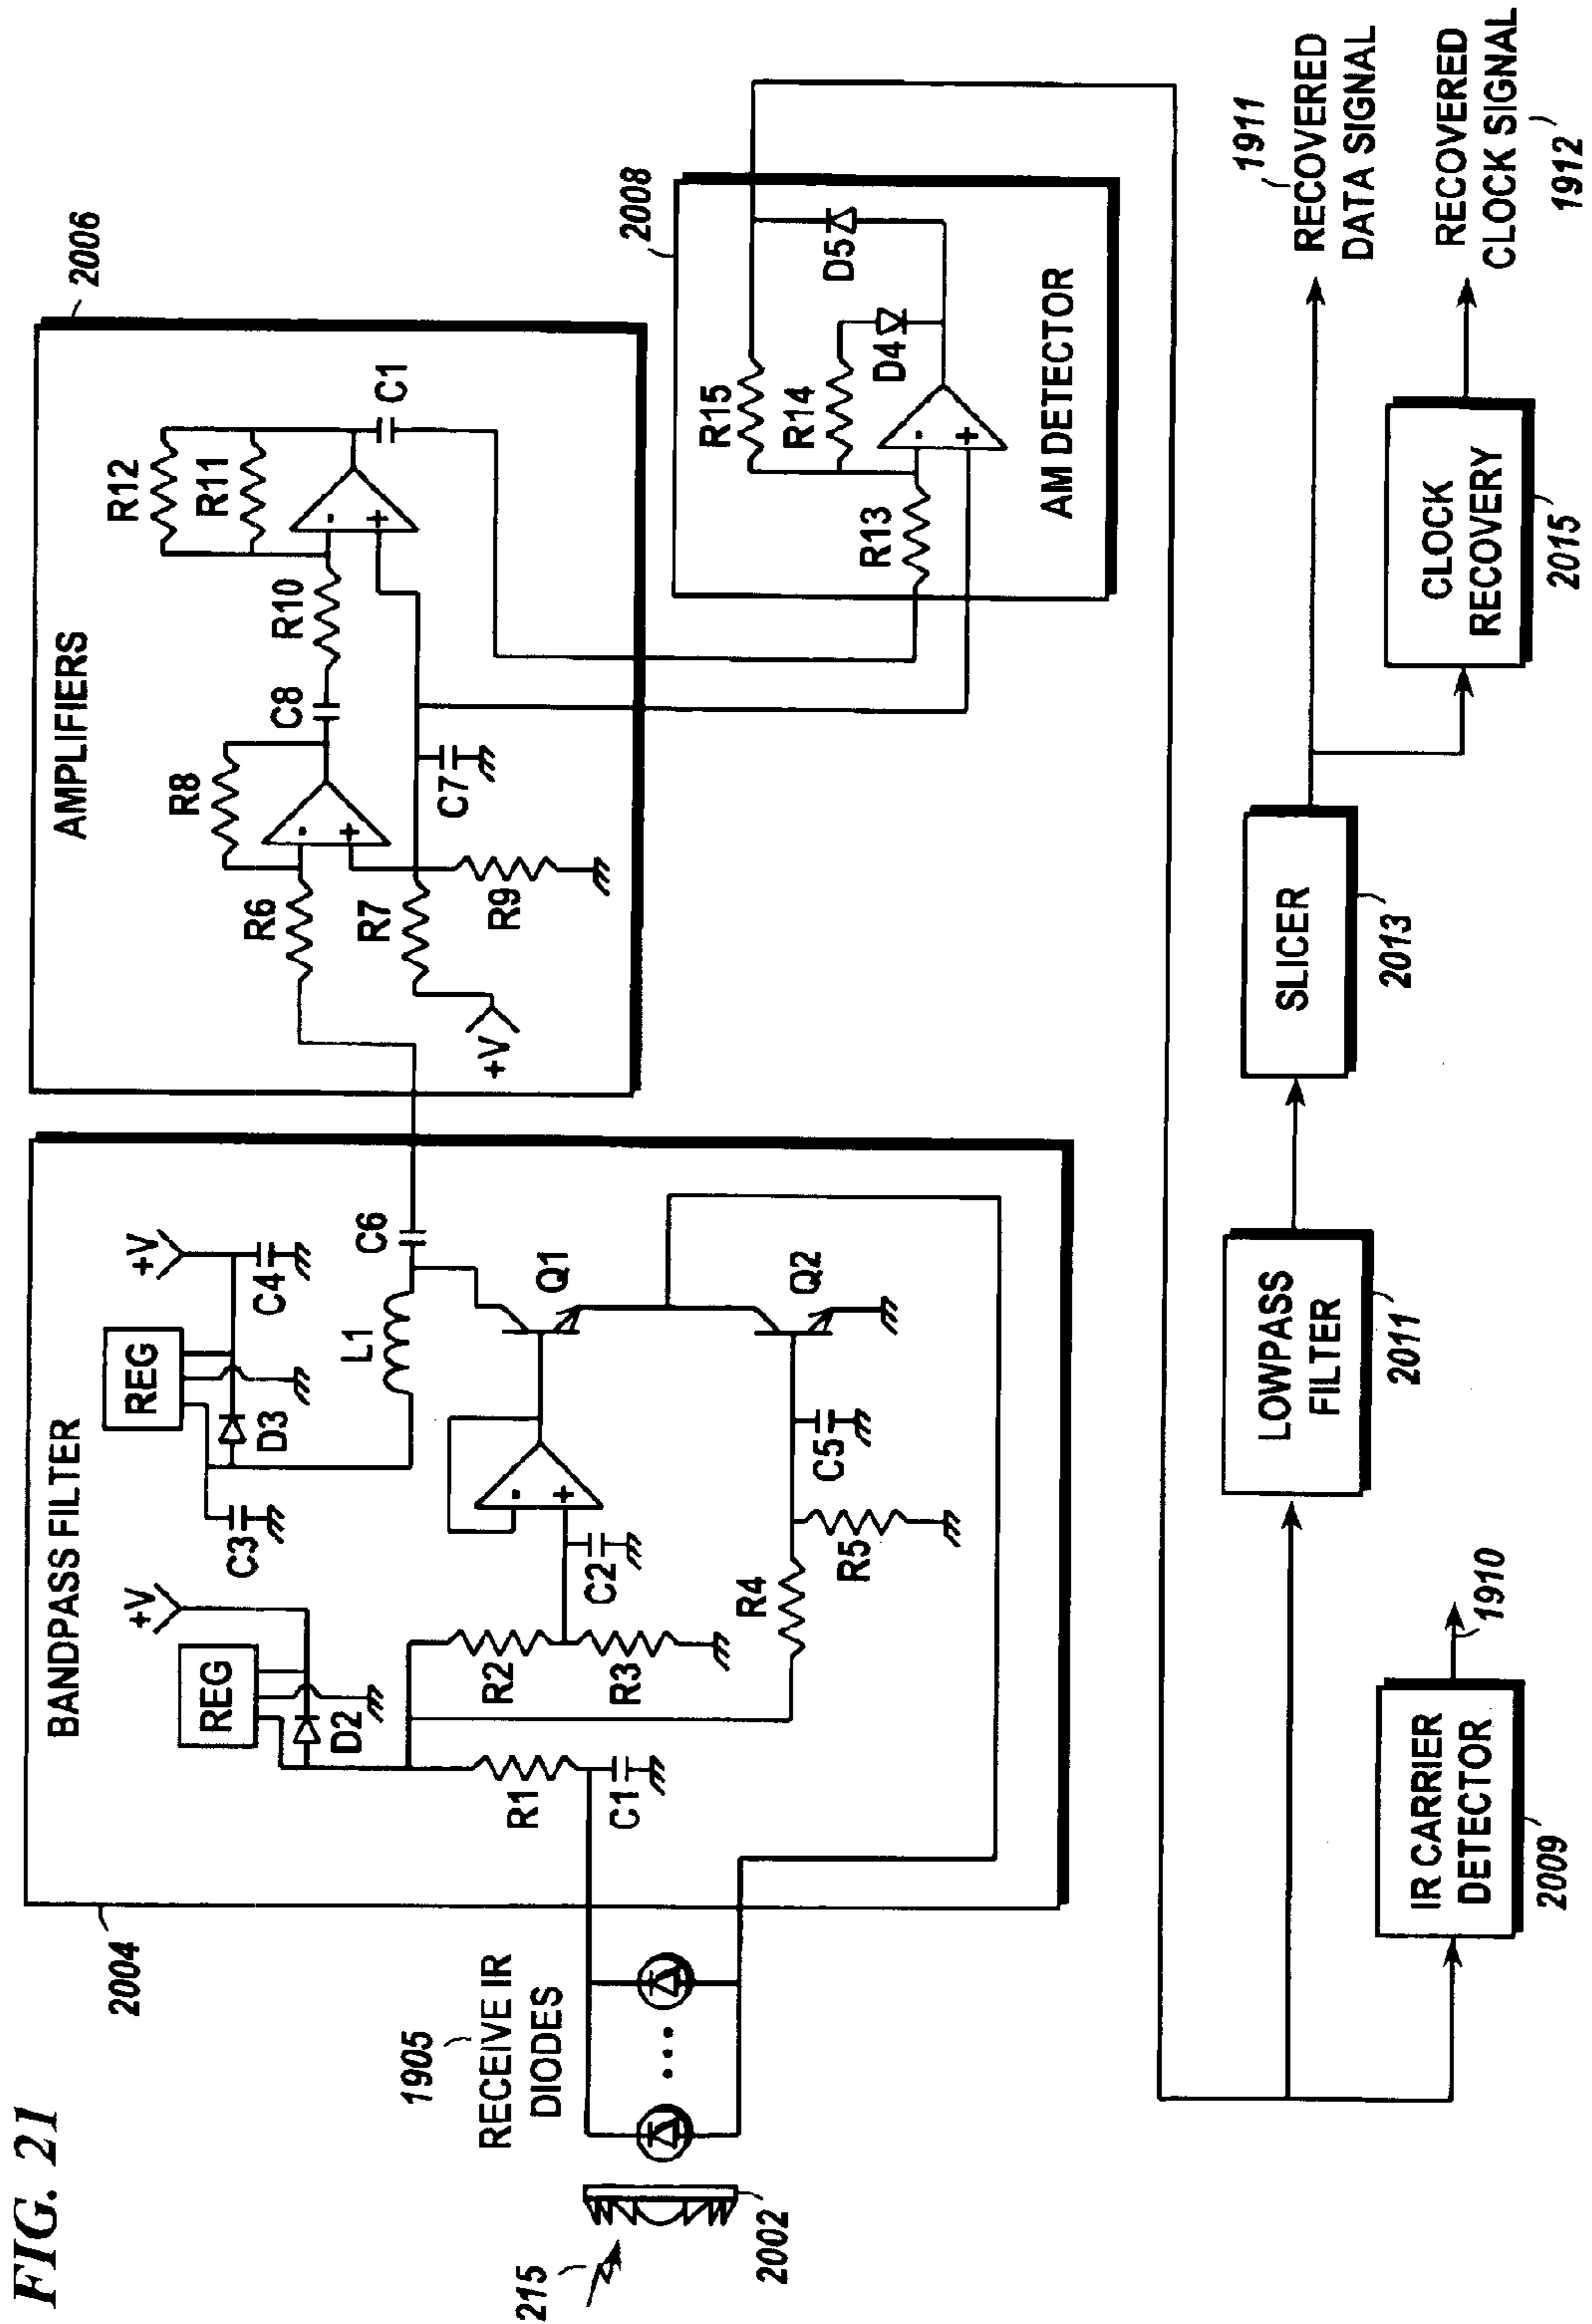 FIG. 21
215
2002
1905
RECEIVE IR
DIODES
2004
BANDPASS FILTER
REG
+V
D2
R1
C1
R2
R3
C2
R4
R5
C5
C3
REG
D3
+V
C4
L1
C6
Q1
Q2
-
+
2006
AMPLIFIERS
R6
R7
+V
R8
-
+
R9
C7
C8
R10
R11
R12
-
+
C1
2008
AM DETECTOR
R13
R14
R15
-
+
D4
D5
IR CARRIER
DETECTOR
2009
1910
LOWPASS
FILTER
2011
SLICER
2013
CLOCK
RECOVERY
2015
1911
RECOVERED
DATA SIGNAL
RECOVERED
CLOCK SIGNAL
1912